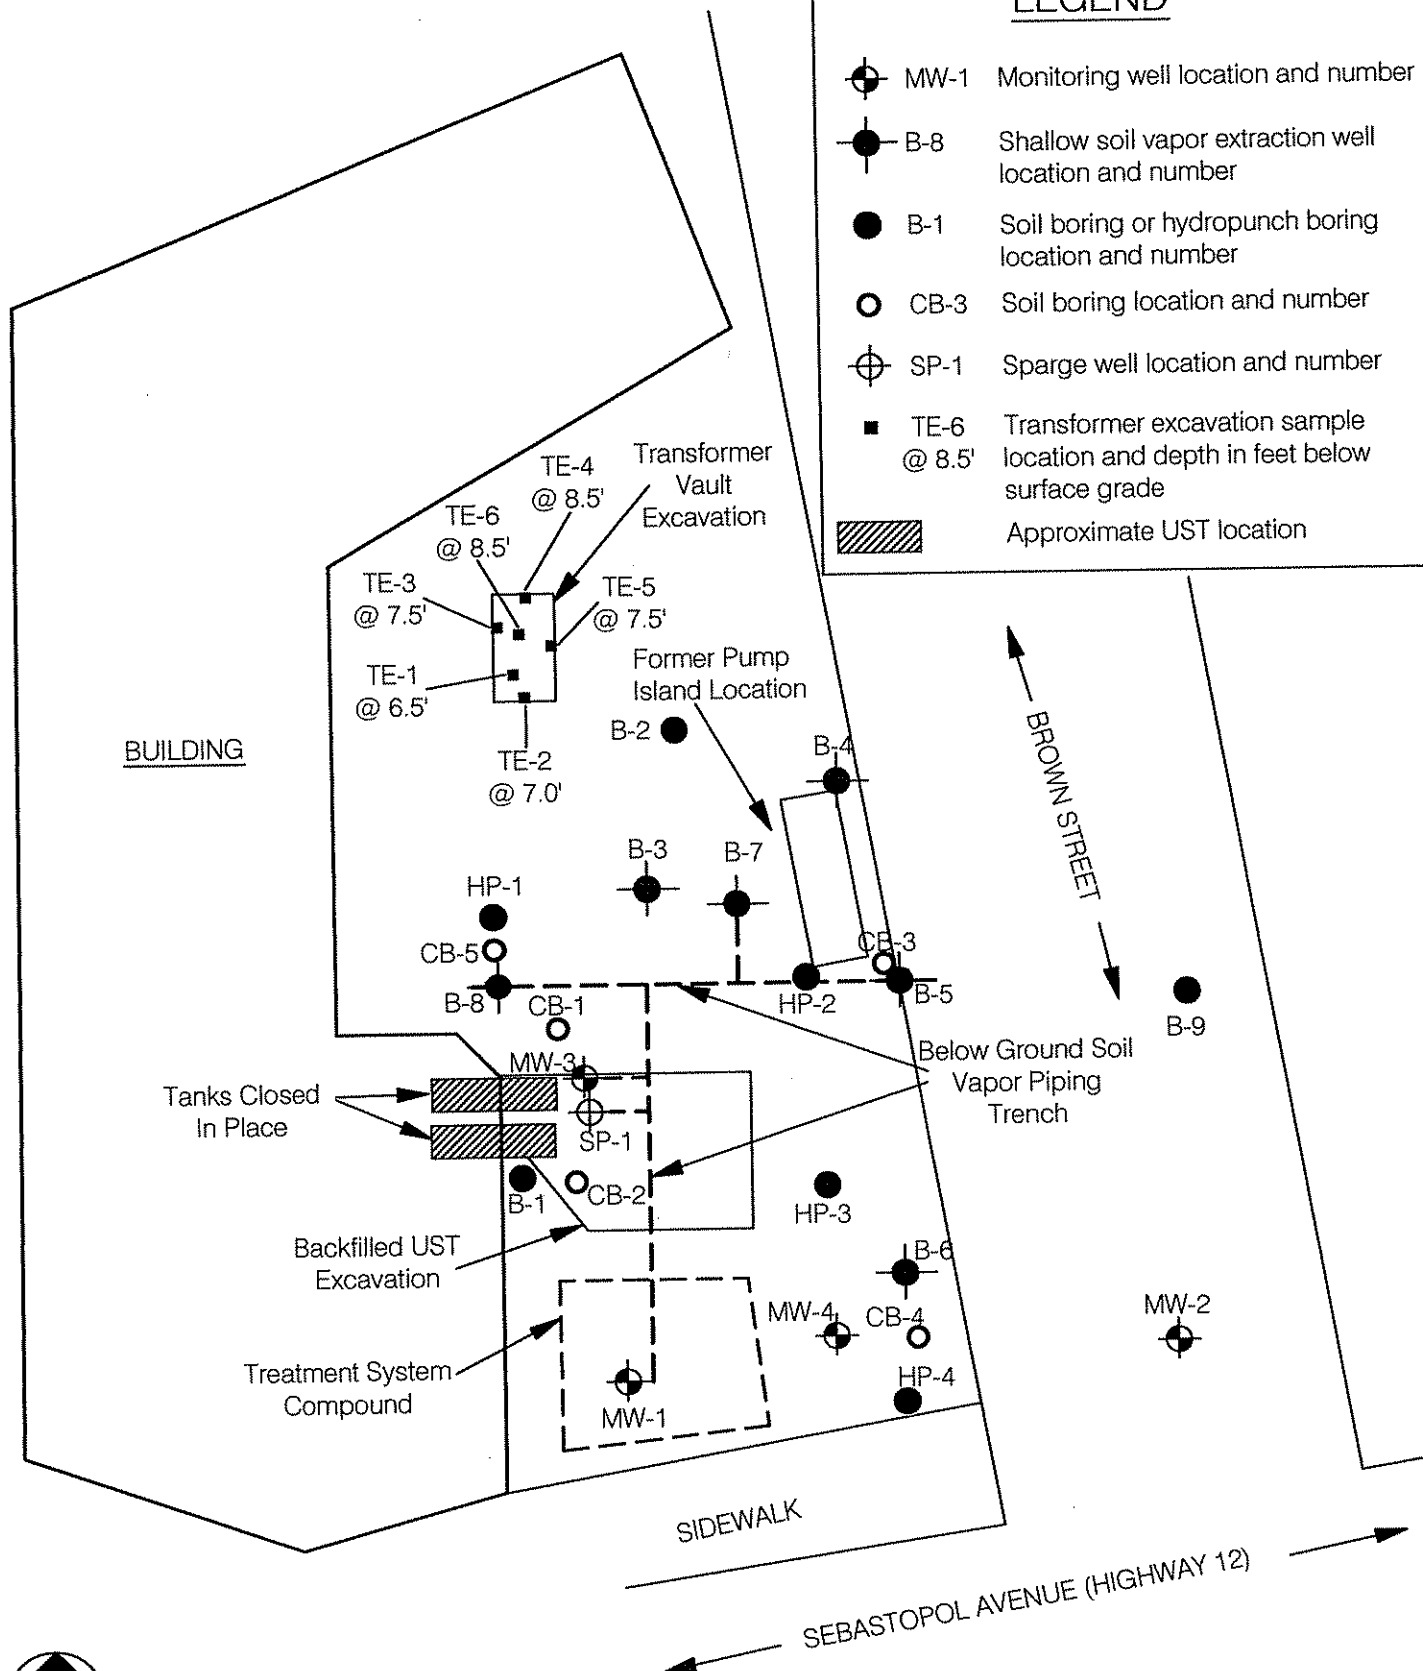 LEGEND
MW-1 Monitoring well location and number
B-8 Shallow soil vapor extraction well
location and number
B-1 Soil boring or hydropunch boring
location and number
CB-3 Soil boring location and number
SP-1 Sparge well location and number
TE-6 Transformer excavation sample
@ 8.5' location and depth in feet below
surface grade
Approximate UST location
TE-4
@ 8.5'
Transformer
Vault
Excavation
TE-6
@ 8.5'
TE-3
@ 7.5'
TE-5
@ 7.5'
TE-1
@ 6.5'
TE-2
@ 7.0'
Former Pump
Island Location
B-2
BUILDING
B-4
BROWN STREET
B-3
B-7
HP-1
CB-5
CB-3
B-8
CB-1
HP-2
B-5
B-9
MW-3
Below Ground Soil
Vapor Piping
Trench
Tanks Closed
In Place
SP-1
B-1
CB-2
HP-3
Backfilled UST
Excavation
B-6
MW-4
CB-4
MW-2
Treatment System
Compound
HP-4
MW-1
SIDEWALK
SEBASTOPOL AVENUE (HIGHWAY 12)